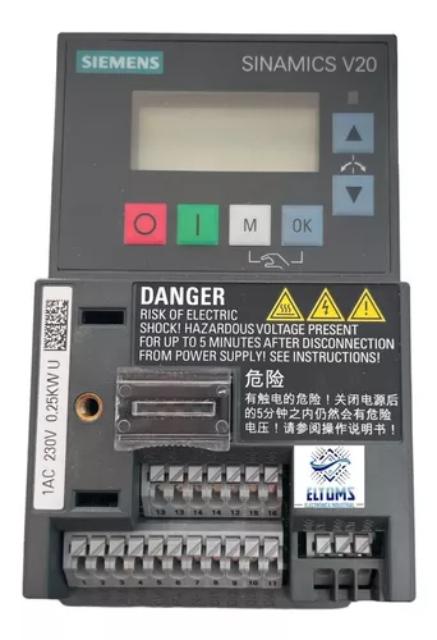 SIEMENS
SINAMICS V20
M
OK
DANGER
RISK OF ELECTRIC
SHOCK! HAZARDOUS VOLTAGE PRESENT
FOR UP TO 5 MINUTES AFTER DISCONNECTION
FROM POWER SUPPLY! SEE INSTRUCTIONS!
危险
有触电的危险！关闭电源后
的5分钟之内仍然会有危险
电压！请参阅操作说明书！
1AC 230V 0.25KW U
ELTOMS
ELECTRONICA INDUSTRIAL